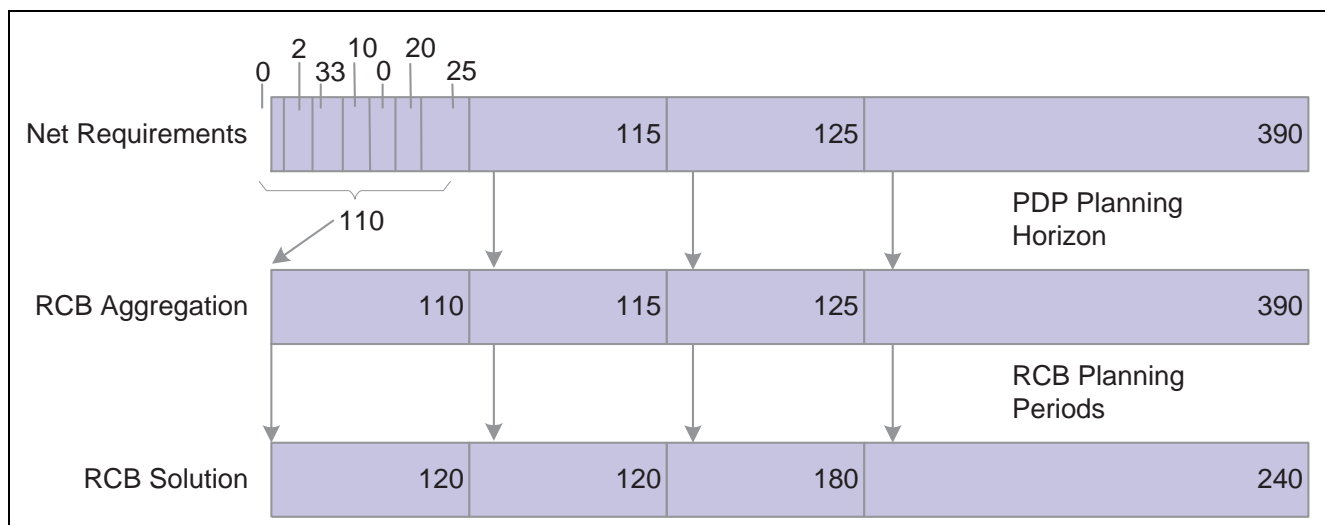 0 2 33 10 0 20 25
Net Requirements 115 125 390
110
PDP Planning
Horizon
RCB Aggregation 110 115 125 390
RCB Planning
Periods
RCB Solution 120 120 180 240